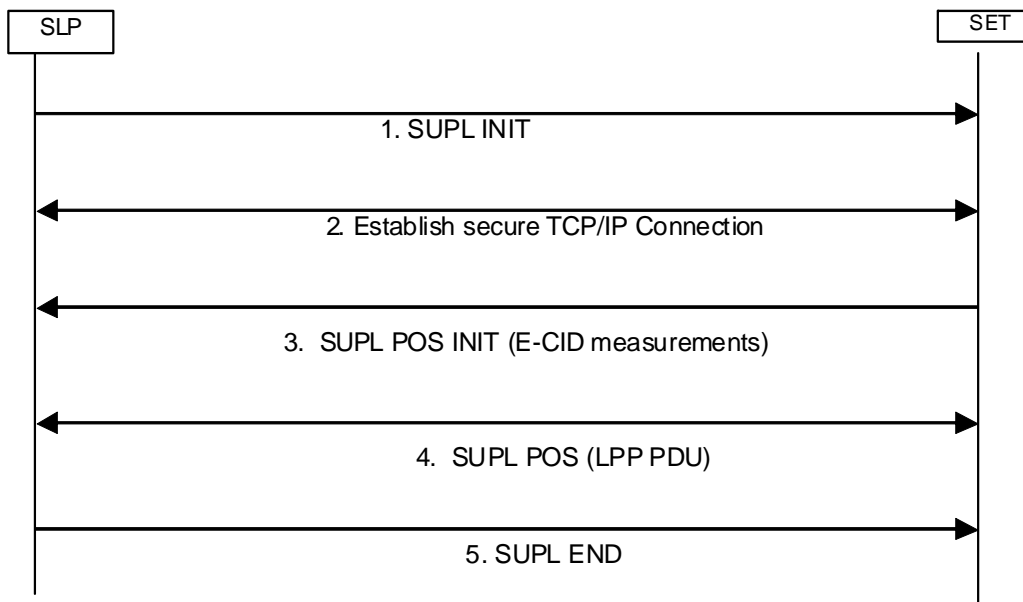 SLP
SET
1. SUPL INIT
2. Establish secure TCP/IP Connection
3. SUPL POS INIT (E-CID measurements)
4. SUPL POS (LPP PDU)
5. SUPL END